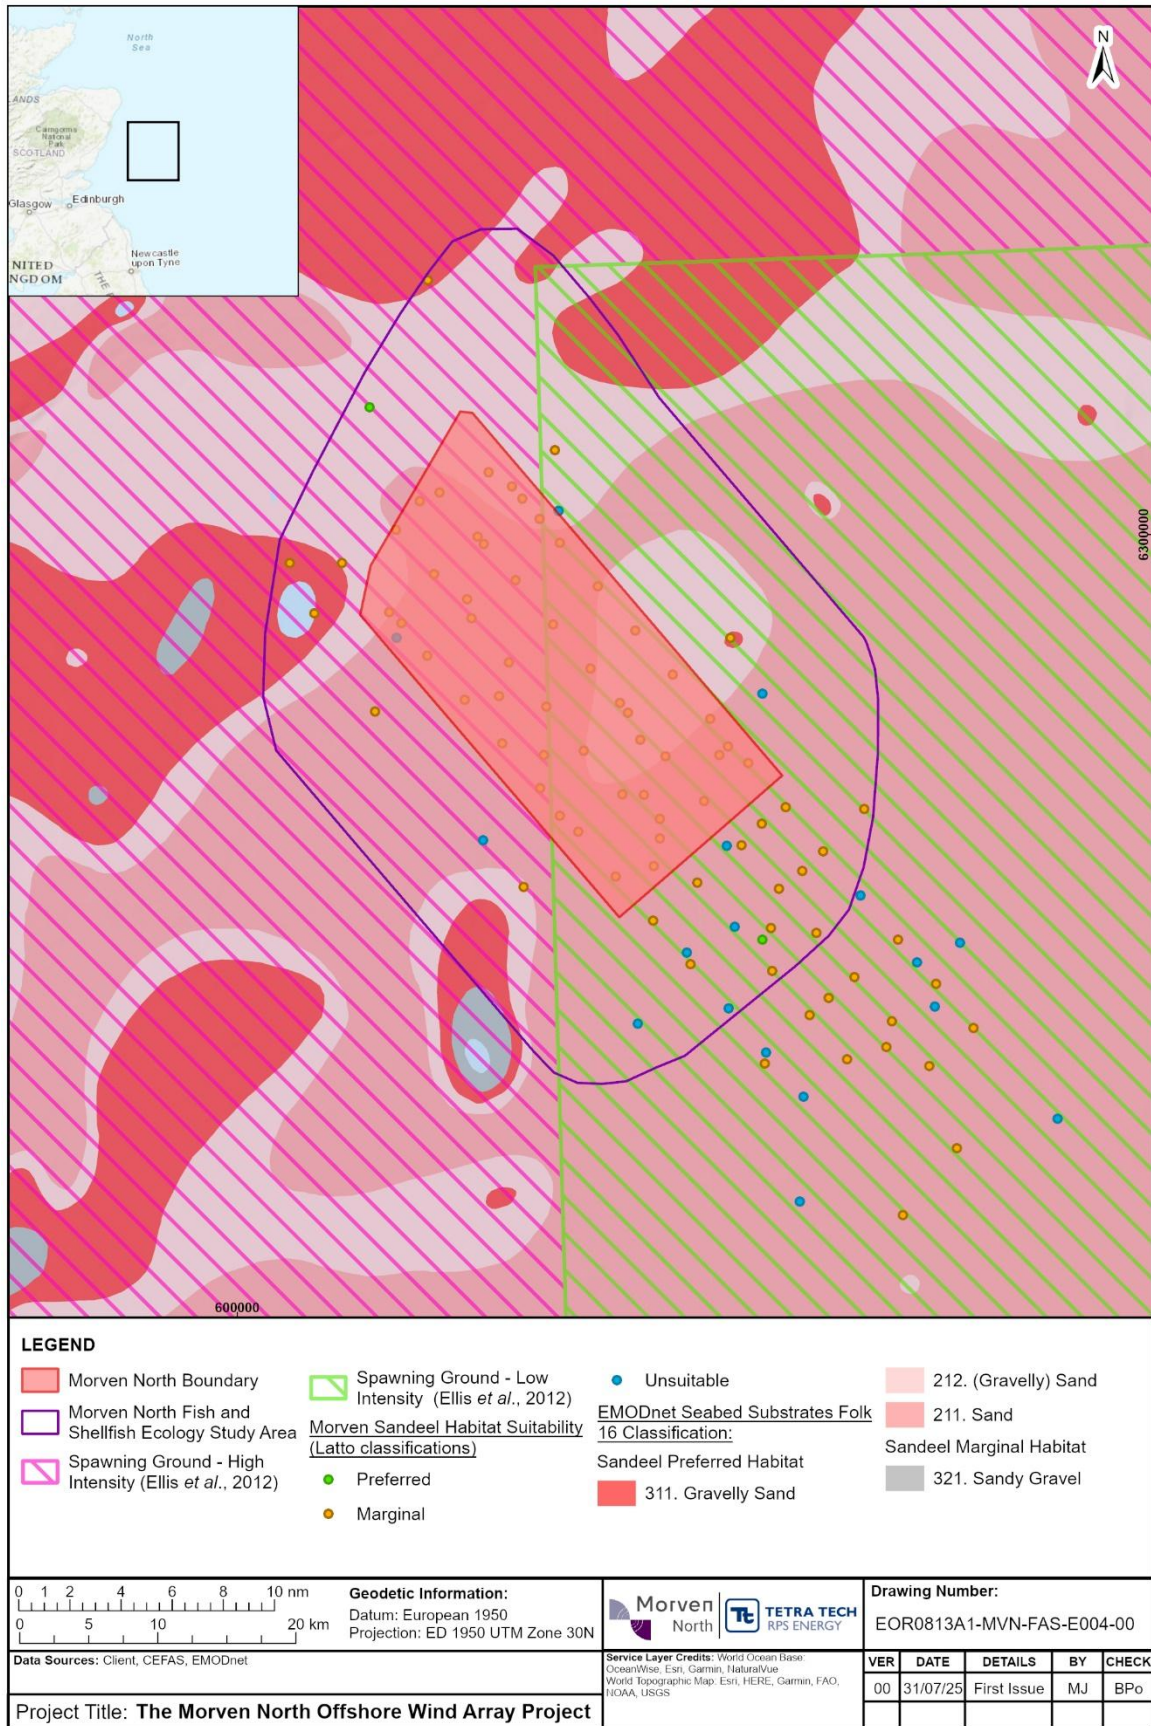 North
Sea
N
ANDS
Cairngorms
National
Park
SCOTLAND
Glasgow
Edinburgh
Newcastle
upon Tyne
NITED
NGDOM
6300000
600000
LEGEND
Morven North Boundary
Morven North Fish and
Shellfish Ecology Study Area
Spawning Ground - High
Intensity (Ellis et al., 2012)
Spawning Ground - Low
Intensity (Ellis et al., 2012)
Morven Sandeel Habitat Suitability
(Latto classifications)
Preferred
Marginal
Unsuitable
EMODnet Seabed Substrates Folk
16 Classification:
Sandeel Preferred Habitat
311. Gravelly Sand
212. (Gravelly) Sand
211. Sand
Sandeel Marginal Habitat
321. Sandy Gravel
0 1 2 4 6 8 10 nm
0 5 10 20 km
Geodetic Information:
Datum: European 1950
Projection: ED 1950 UTM Zone 30N
Morven
North
Tt
TETRA TECH
RPS ENERGY
Drawing Number:
EOR0813A1-MVN-FAS-E004-00
Data Sources: Client, CEFAS, EMODnet
Service Layer Credits: World Ocean Base:
OceanWise, Esri, Garmin, NaturalVue
World Topographic Map: Esri, HERE, Garmin, FAO,
NOAA, USGS
VER DATE DETAILS BY CHECK
00 31/07/25 First Issue MJ BPo
Project Title: The Morven North Offshore Wind Array Project